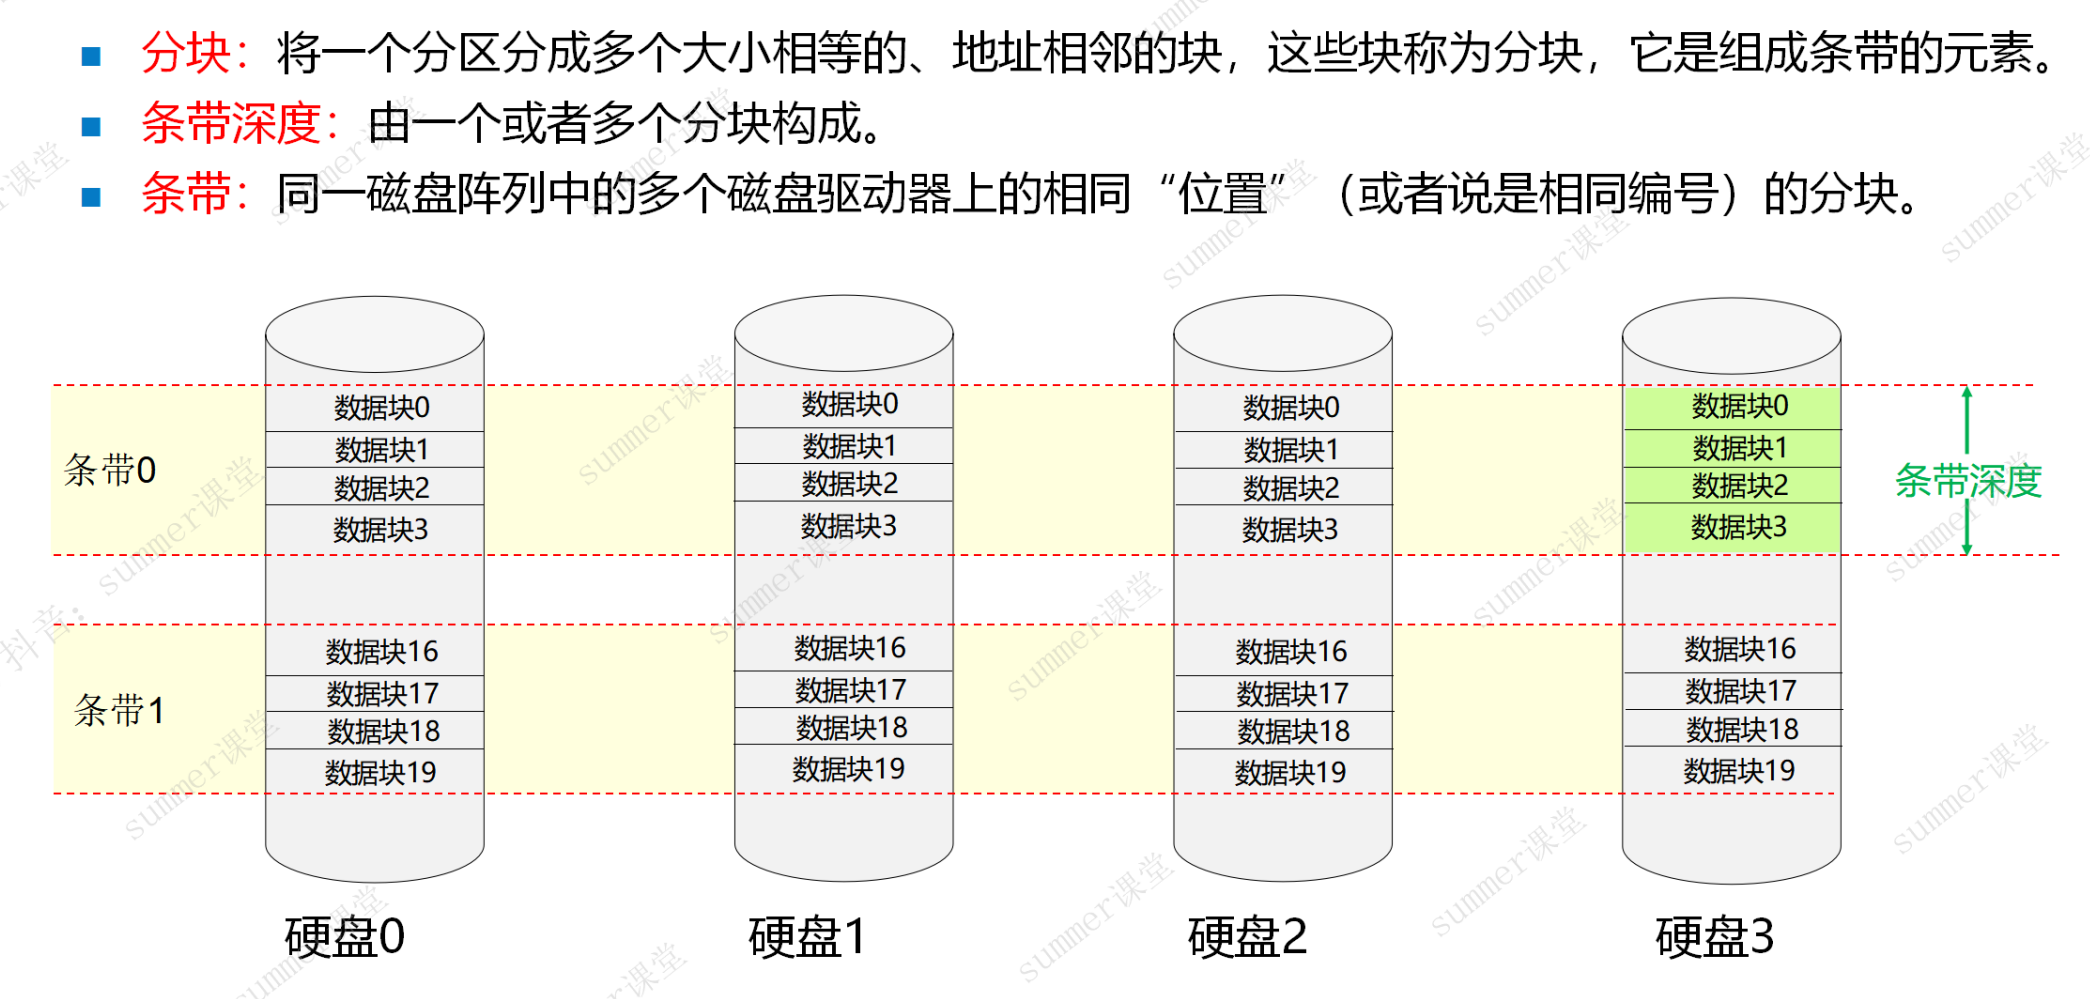 分块：将一个分区分成多个大小相等的、地址相邻的块，这些块称为分块，它是组成条带的元素。
条带深度：由一个或者多个分块构成。
条带：同一磁盘阵列中的多个磁盘驱动器上的相同“位置”（或者说是相同编号）的分块。
条带0
数据块0 数据块0 数据块0 数据块0
数据块1 数据块1 数据块1 数据块1
数据块2 数据块2 数据块2 数据块2
数据块3 数据块3 数据块3 数据块3
条带深度
条带1
数据块16 数据块16 数据块16 数据块16
数据块17 数据块17 数据块17 数据块17
数据块18 数据块18 数据块18 数据块18
数据块19 数据块19 数据块19 数据块19
硬盘0 硬盘1 硬盘2 硬盘3
抖音：summer课堂